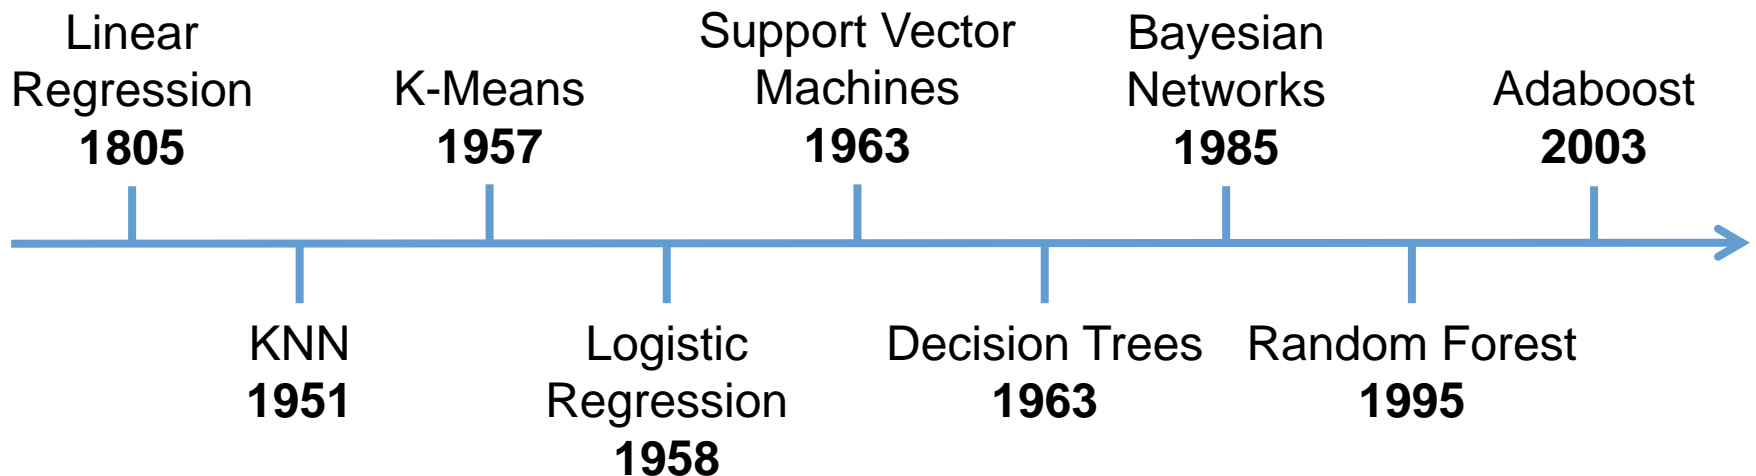 Linear
Regression
1805
KNN
1951
K-Means
1957
Logistic
Regression
1958
Support Vector
Machines
1963
Decision Trees
1963
Bayesian
Networks
1985
Random Forest
1995
Adaboost
2003